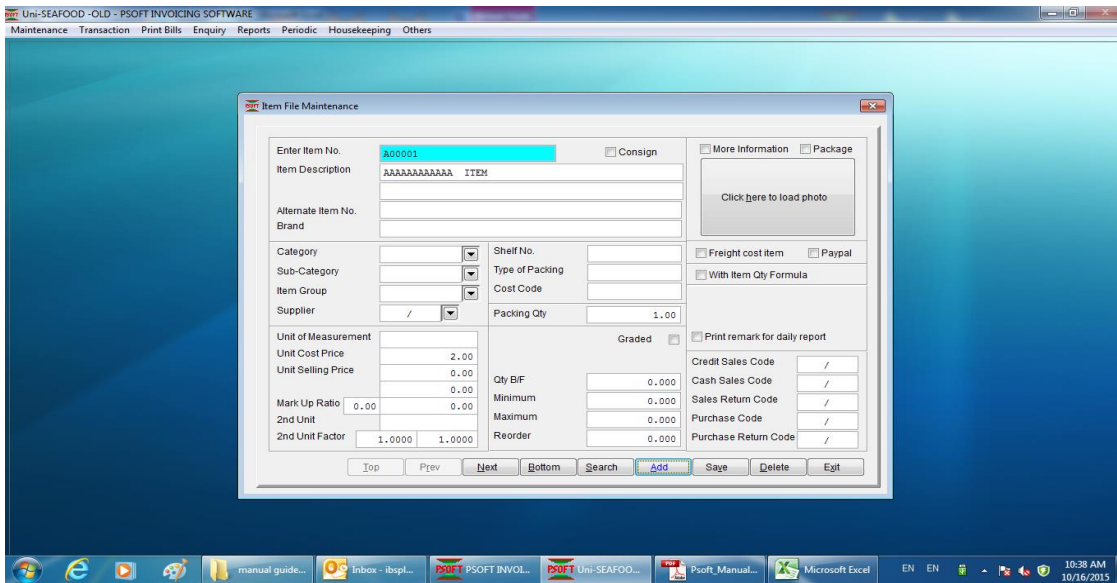 Uni-SEAFOOD -OLD - PSOFT INVOICING SOFTWARE
Maintenance Transaction Print Bills Enquiry Reports Periodic Housekeeping Others
PSOFT Item File Maintenance
Enter Item No. A00001 Consign
More Information Package
Item Description AAAAAAAAAAAA ITEM
Click here to load photo
Alternate Item No.
Brand
Category Shelf No. Freight cost item Paypal
Sub-Category Type of Packing With Item Qty Formula
Item Group Cost Code
Supplier / Packing Qty 1.00
Unit of Measurement Graded Print remark for daily report
Unit Cost Price 2.00
Credit Sales Code /
Unit Selling Price 0.00
0.00 Qty B/F 0.000 Cash Sales Code /
Mark Up Ratio 0.00 0.00 Minimum 0.000 Sales Return Code /
2nd Unit Maximum 0.000 Purchase Code /
2nd Unit Factor 1.0000 1.0000 Reorder 0.000 Purchase Return Code /
Top Prev Next Bottom Search Add Save Delete Exit
manual guide... Inbox - ibspl... PSOFT PSOFT INVOI... PSOFT Uni-SEAFOO... Psoft_Manual... Microsoft Excel EN EN
10:38 AM